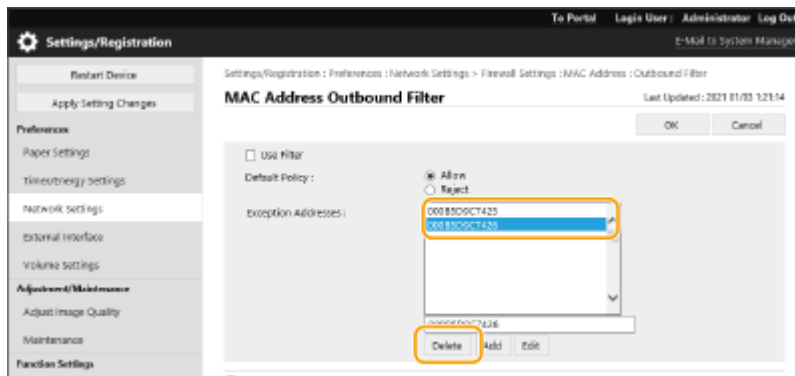 To Portal Login User : Administrator Log Out
Settings/Registration
E-Mail to System Manager
Restart Device
Apply Setting Changes
Settings/Registration : Preferences : Network Settings > Firewall Settings : MAC Address : Outbound Filter
MAC Address Outbound Filter
Last Updated : 2021 01/03 1:21:14
OK Cancel
Preferences
Paper Settings
Timer/Energy Settings
Network Settings
External Interface
Volume Settings
Adjustment/Maintenance
Adjust Image Quality
Maintenance
Function Settings
Use Filter
Default Policy :
Allow
Reject
Exception Addresses :
Delete Add Edit